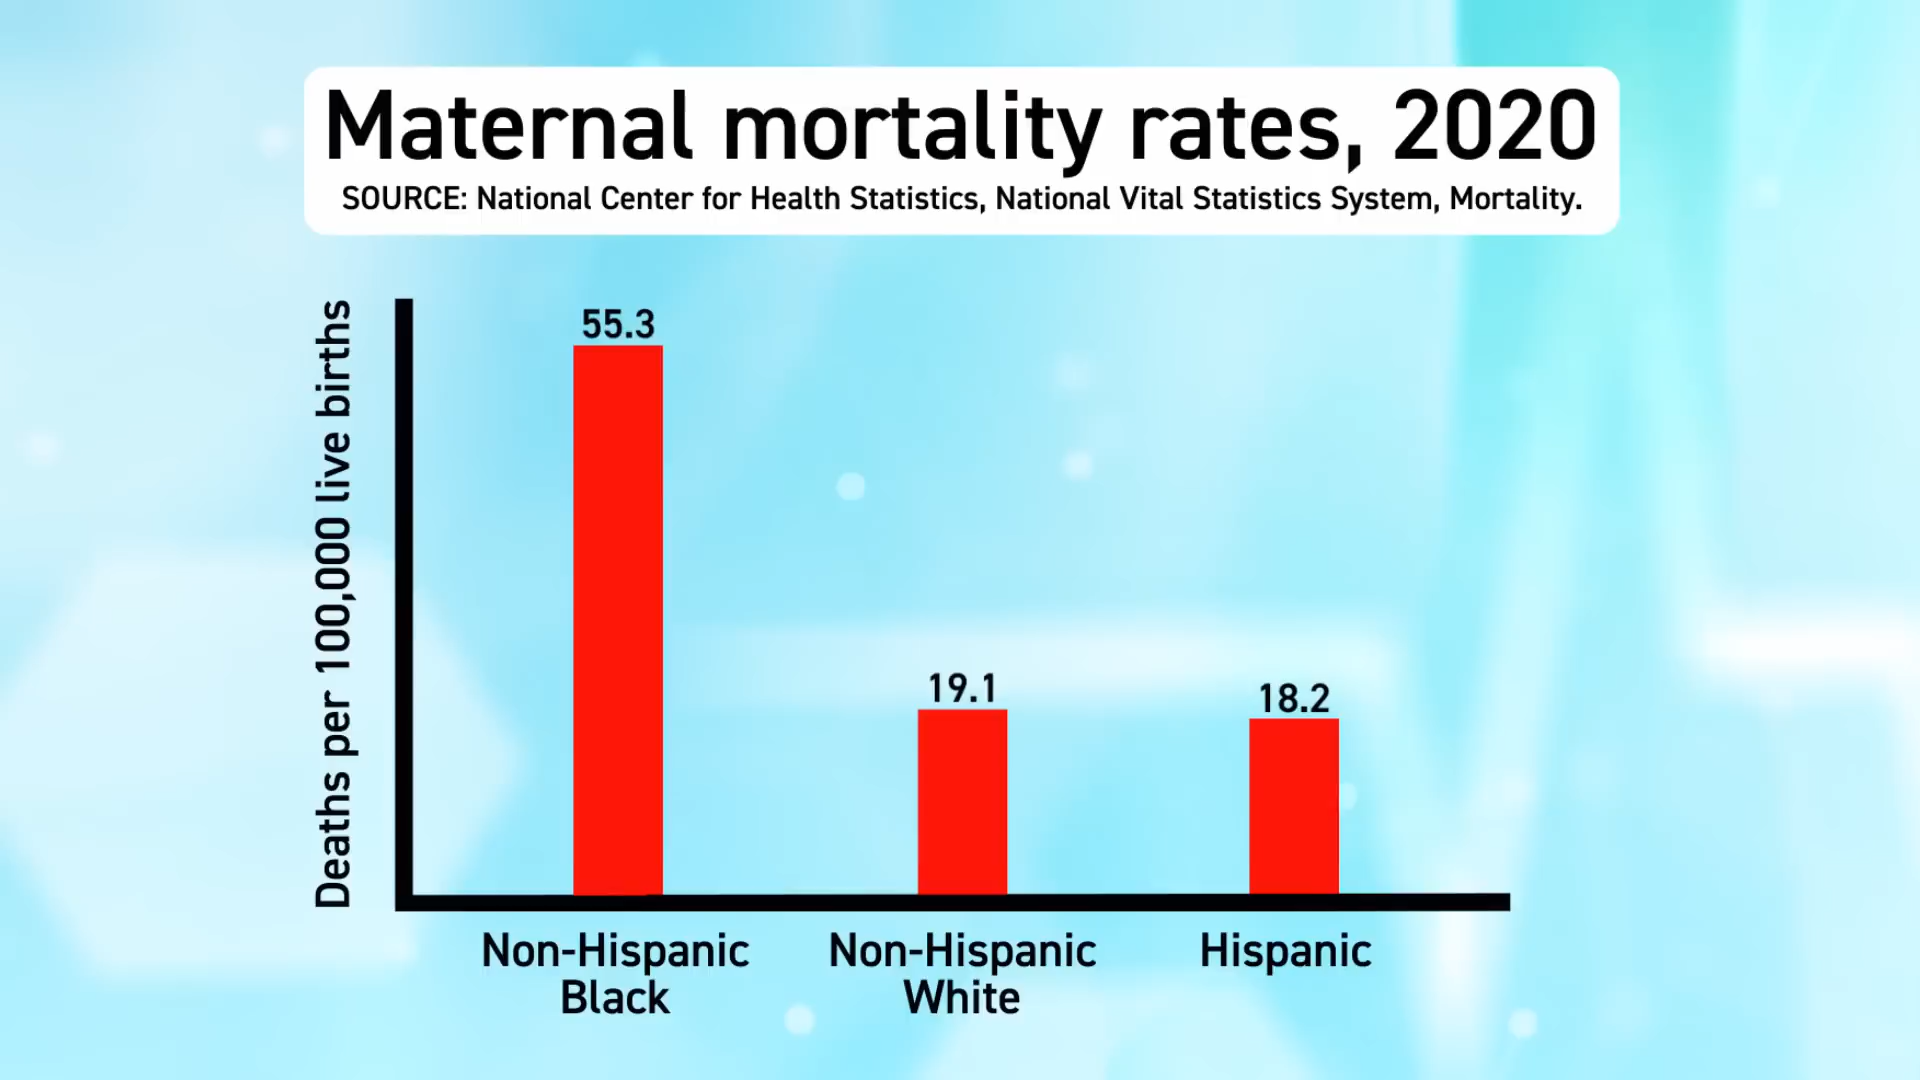 Maternal mortality rates, 2020
SOURCE: National Center for Health Statistics, National Vital Statistics System, Mortality.
Deaths per 100,000 live births
55.3
19.1
18.2
Non-Hispanic
Black
Non-Hispanic
White
Hispanic